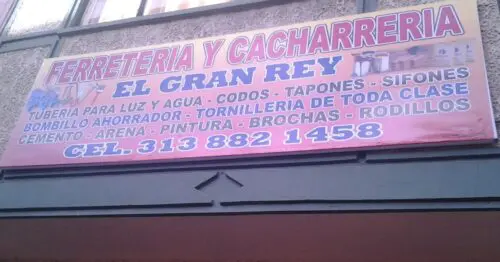 FERRETERIA Y CACHARRERIA
EL GRAN REY
TUBERIA PARA LUZ Y AGUA - CODOS - TAPONES - SIFONES
BOMBILLO AHORRADOR - TORNILLERIA DE TODA CLASE
CEMENTO - ARENA - PINTURA - BROCHAS - RODILLOS
CEL. 313 882 1458